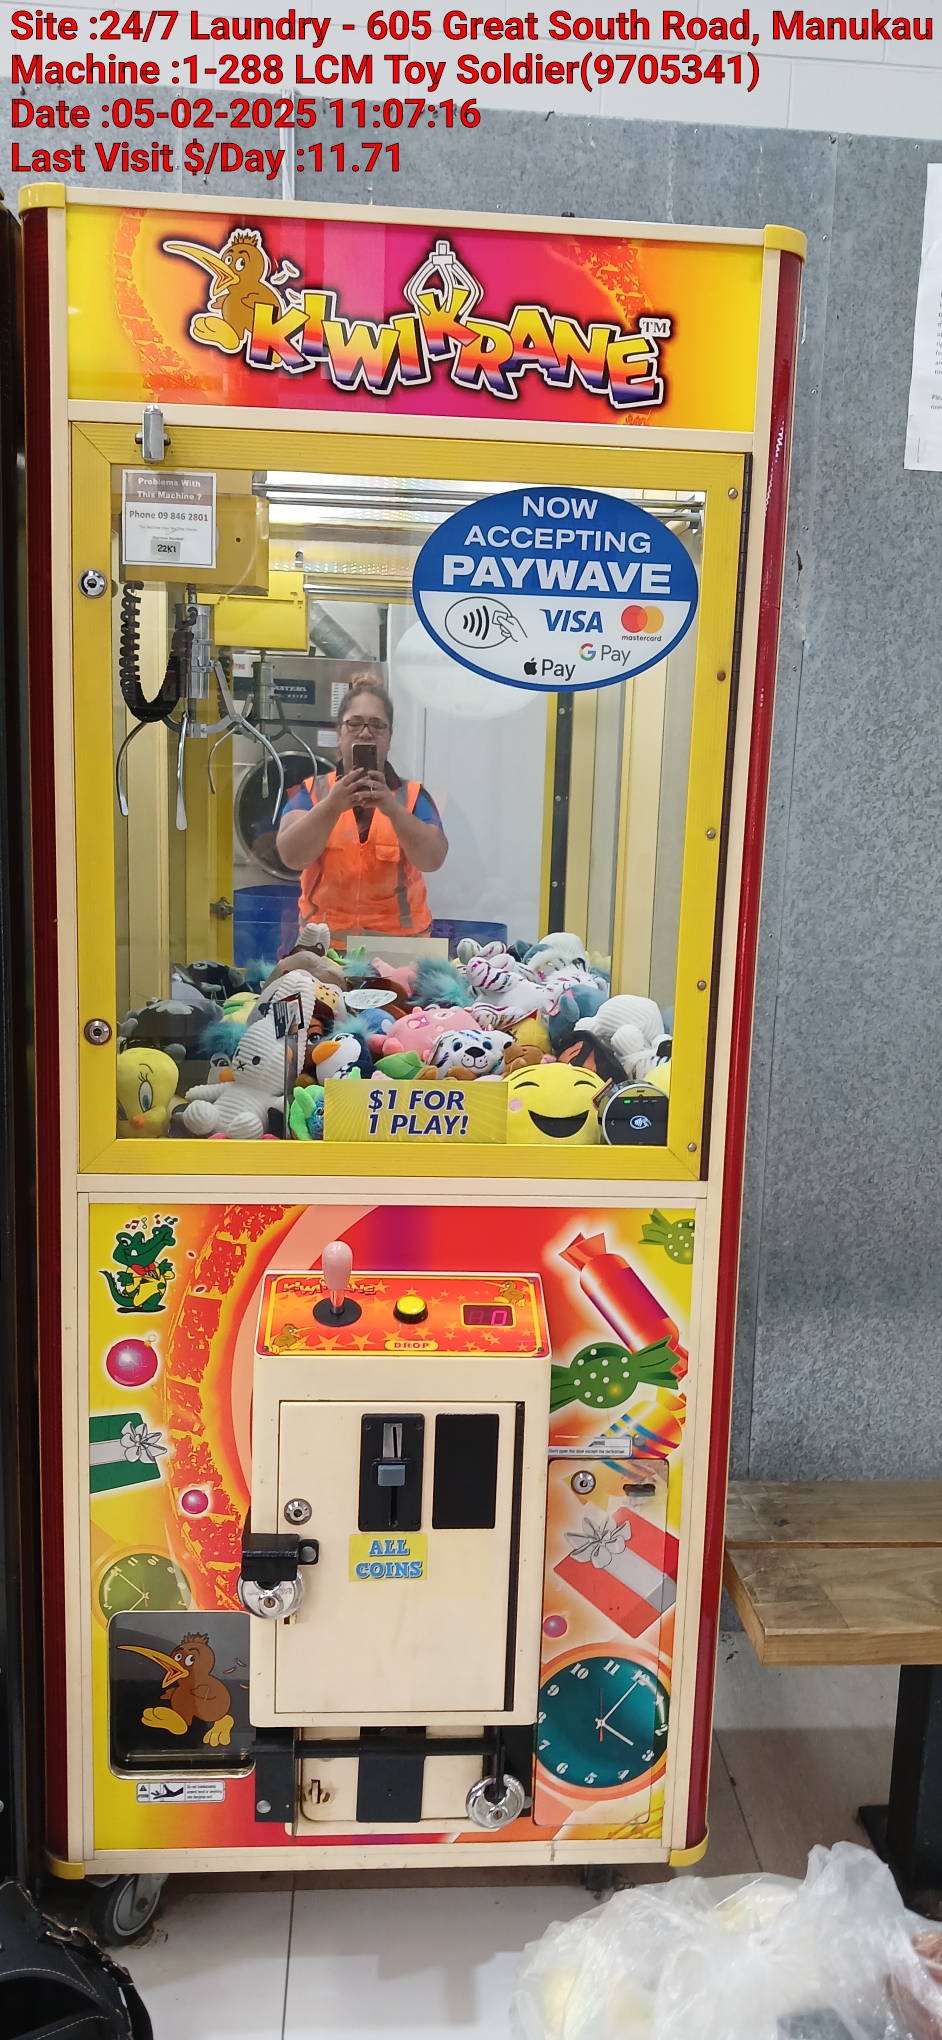 Site :24/7 Laundry - 605 Great South Road, Manukau
Machine :1-288 LCM Toy Soldier(9705341)
Date :05-02-2025 11:07:16
Last Visit $/Day :11.71
KIWI KRANE TM
Problems With
This Machine ?
Phone 09 846 2801
22K1
NOW
ACCEPTING
PAYWAVE
VISA
mastercard
G Pay
Pay
$1 FOR
1 PLAY!
KIWI KRANE
DROP
ALL
COINS